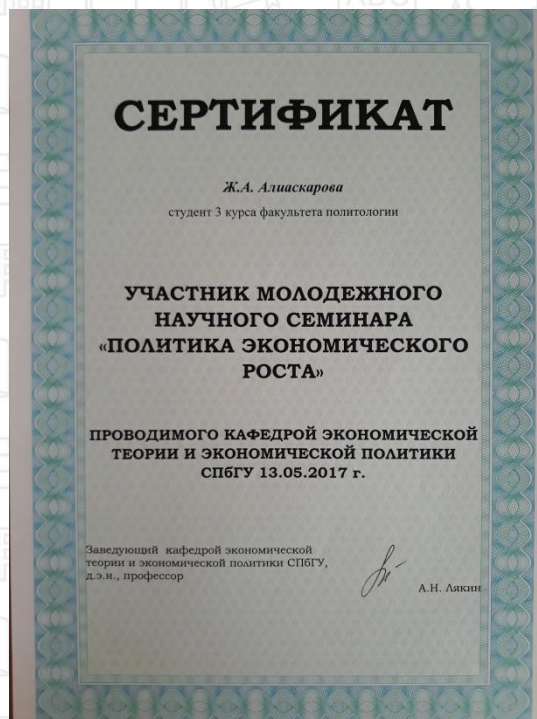 СЕРТИФИКАТ
Ж.А. Алиаскарова
студент 3 курса факультета политологии
УЧАСТНИК МОЛОДЕЖНОГО
НАУЧНОГО СЕМИНАРА
«ПОЛИТИКА ЭКОНОМИЧЕСКОГО
РОСТА»
ПРОВОДИМОГО КАФЕДРОЙ ЭКОНОМИЧЕСКОЙ
ТЕОРИИ И ЭКОНОМИЧЕСКОЙ ПОЛИТИКИ
СПбГУ 13.05.2017 г.
Заведующий кафедрой экономической
теории и экономической политики СПбГУ,
д.э.н., профессор
А.Н. Лякин